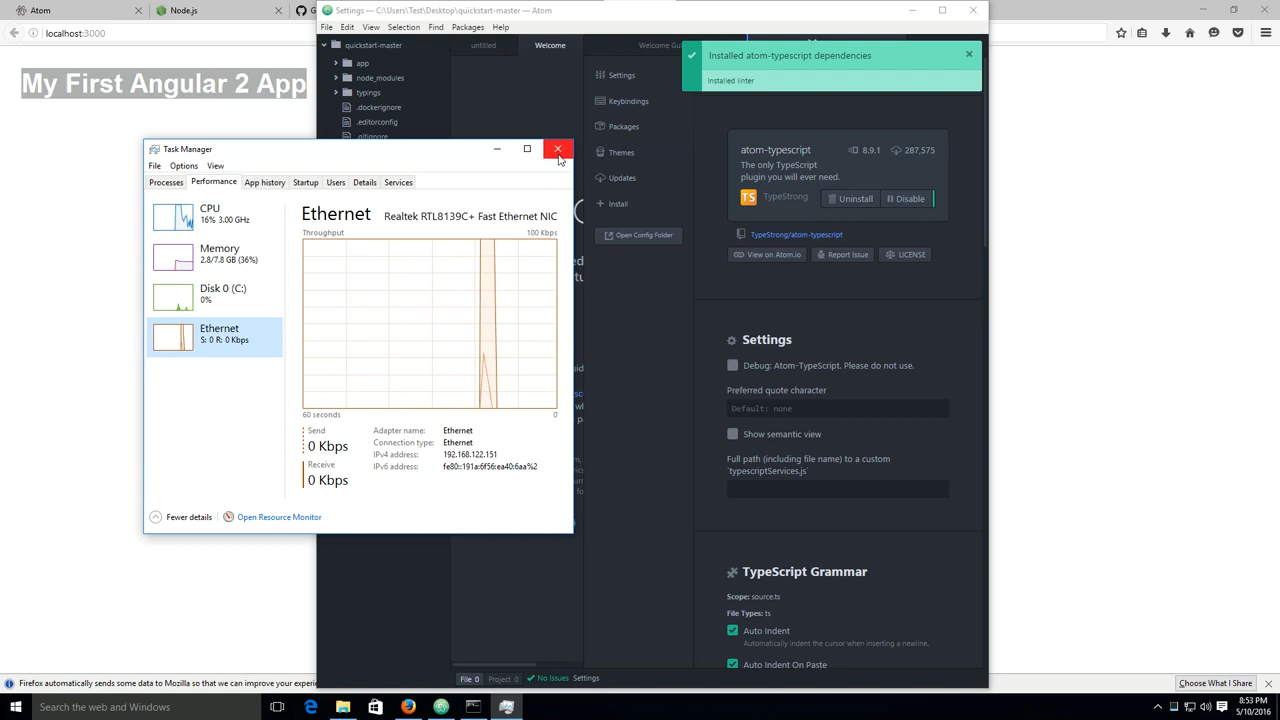 Atom
Node.js
G
localhost:3000
My First Angular 2 App
Settings — C:\Users\Test\Desktop\quickstart-master — Atom
File Edit View Selection Find Packages Help
quickstart-master
app
node_modules
typings
.dockerignore
.editorconfig
.gitignore
untitled
Welcome
Welcome Gu
Settings
Keybindings
Packages
Themes
Updates
Install
Open Config Folder
Installed atom-typescript dependencies
Installed linter
atom-typescript
8.9.1
287,575
The only TypeScript
plugin you will ever need.
TS
TypeStrong
Uninstall
Disable
TypeStrong/atom-typescript
View on Atom.io
Report Issue
LICENSE
Settings
Debug: Atom-TypeScript. Please do not use.
Preferred quote character
Default: none
Show semantic view
Full path (including file name) to a custom
`typescriptServices.js`
TypeScript Grammar
Scope: source.ts
File Types: ts
Auto Indent
Automatically indent the cursor when inserting a newline.
Auto Indent On Paste
File 0
Project 0
No Issues
Settings
Task Manager
File Options View
Processes Performance App history Startup Users Details Services
CPU
16% 3.00 GHz
Memory
2.8/7.8 GB (36%)
Disk 0 (C:)
0%
Ethernet
S: 0 R: 0 Kbps
Ethernet
Realtek RTL8139C+ Fast Ethernet NIC
Throughput
100 Kbps
60 seconds
0
Send
0 Kbps
Receive
0 Kbps
Adapter name: Ethernet
Connection type: Ethernet
IPv4 address: 192.168.122.151
IPv6 address: fe80::191a:6f56:ea40:6aa%2
Fewer details
Open Resource Monitor
Firefox automatically sends some data to Mozilla so that we can improve your experience
Choose What I Share
Search the web and Windows
8:53 PM
5/10/2016